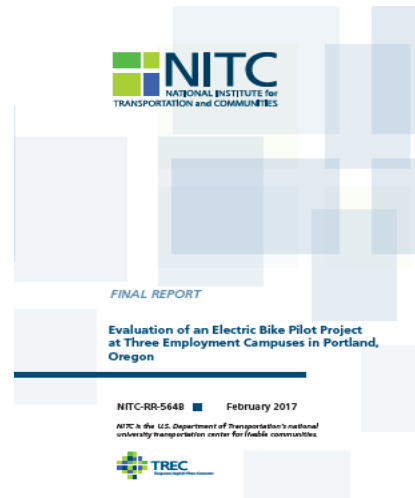 NITC
NATIONAL INSTITUTE for
TRANSPORTATION and COMMUNITIES
FINAL REPORT
Evaluation of an Electric Bike Pilot Project
at Three Employment Campuses in Portland,
Oregon
NITC-RR-564B February 2017
NITC is the U.S. Department of Transportation's national
university transportation center for livable communities.
TREC